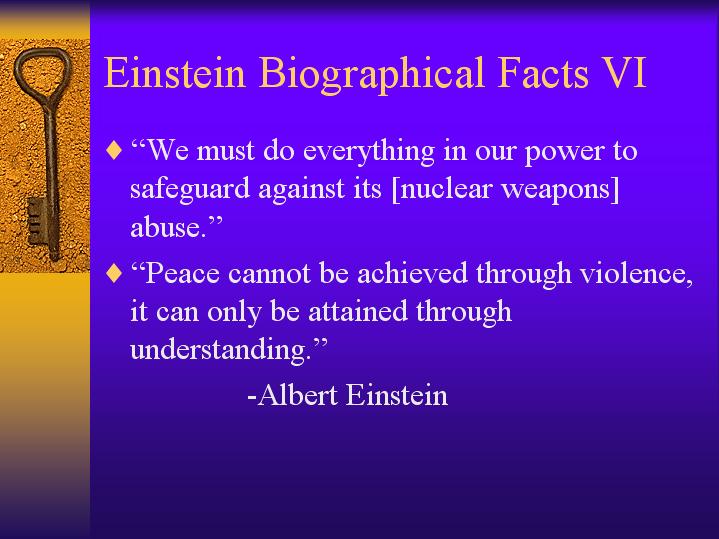 Einstein Biographical Facts VI
“We must do everything in our power to
safeguard against its [nuclear weapons]
abuse.”
“Peace cannot be achieved through violence,
it can only be attained through
understanding.”
-Albert Einstein